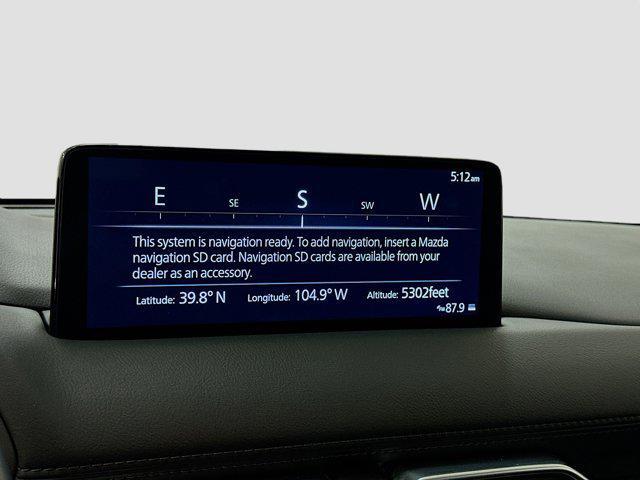 5:12am
E SE S SW W
This system is navigation ready. To add navigation, insert a Mazda
navigation SD card. Navigation SD cards are available from your
dealer as an accessory.
Latitude: 39.8° N Longitude: 104.9° W Altitude: 5302feet
FM 87.9